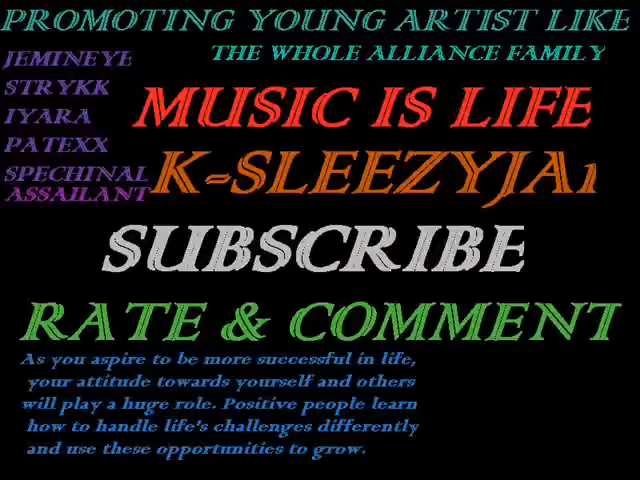 PROMOTING YOUNG ARTIST LIKE
THE WHOLE ALLIANCE FAMILY
JEMINEYE
STRYKK
IYARA
PATEXX
SPECHINAL
ASSAILANT
MUSIC IS LIFE
K-SLEEZYJA1
SUBSCRIBE
RATE & COMMENT
As you aspire to be more successful in life,
your attitude towards yourself and others
will play a huge role. Positive people learn
how to handle life's challenges differently
and use these opportunities to grow.